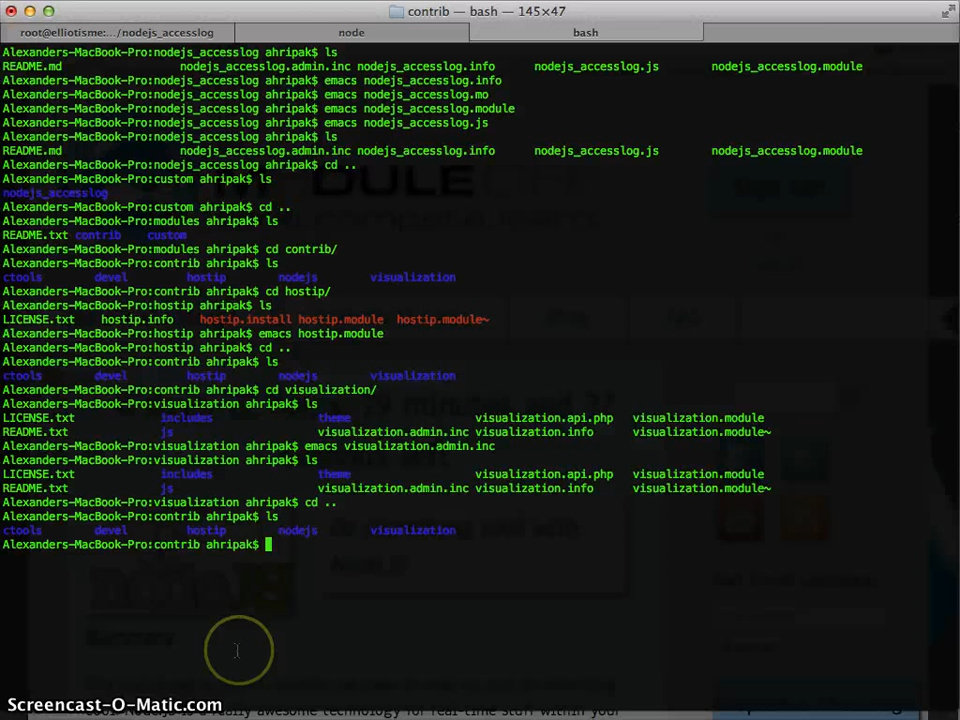 contrib — bash — 145×47
root@elliotisme:.../nodejs_accesslog node bash
Alexanders-MacBook-Pro:nodejs_accesslog ahripak$ ls
README.md nodejs_accesslog.admin.inc nodejs_accesslog.info nodejs_accesslog.js nodejs_accesslog.module
Alexanders-MacBook-Pro:nodejs_accesslog ahripak$ emacs nodejs_accesslog.info
Alexanders-MacBook-Pro:nodejs_accesslog ahripak$ emacs nodejs_accesslog.mo
Alexanders-MacBook-Pro:nodejs_accesslog ahripak$ emacs nodejs_accesslog.module
Alexanders-MacBook-Pro:nodejs_accesslog ahripak$ emacs nodejs_accesslog.js
Alexanders-MacBook-Pro:nodejs_accesslog ahripak$ ls
README.md nodejs_accesslog.admin.inc nodejs_accesslog.info nodejs_accesslog.js nodejs_accesslog.module
Alexanders-MacBook-Pro:nodejs_accesslog ahripak$ cd ..
Alexanders-MacBook-Pro:custom ahripak$ ls
nodejs_accesslog
Alexanders-MacBook-Pro:custom ahripak$ cd ..
Alexanders-MacBook-Pro:modules ahripak$ ls
README.txt contrib custom
Alexanders-MacBook-Pro:modules ahripak$ cd contrib/
Alexanders-MacBook-Pro:contrib ahripak$ ls
ctools devel hostip nodejs visualization
Alexanders-MacBook-Pro:contrib ahripak$ cd hostip/
Alexanders-MacBook-Pro:hostip ahripak$ ls
LICENSE.txt hostip.info hostip.install hostip.module hostip.module~
Alexanders-MacBook-Pro:hostip ahripak$ emacs hostip.module
Alexanders-MacBook-Pro:hostip ahripak$ cd ..
Alexanders-MacBook-Pro:contrib ahripak$ ls
ctools devel hostip nodejs visualization
Alexanders-MacBook-Pro:contrib ahripak$ cd visualization/
Alexanders-MacBook-Pro:visualization ahripak$ ls
LICENSE.txt includes theme visualization.api.php visualization.module
README.txt js visualization.admin.inc visualization.info visualization.module~
Alexanders-MacBook-Pro:visualization ahripak$ emacs visualization.admin.inc
Alexanders-MacBook-Pro:visualization ahripak$ ls
LICENSE.txt includes theme visualization.api.php visualization.module
README.txt js visualization.admin.inc visualization.info visualization.module~
Alexanders-MacBook-Pro:visualization ahripak$ cd ..
Alexanders-MacBook-Pro:contrib ahripak$ ls
ctools devel hostip nodejs visualization
Alexanders-MacBook-Pro:contrib ahripak$
Summary
Screencast-O-Matic.com